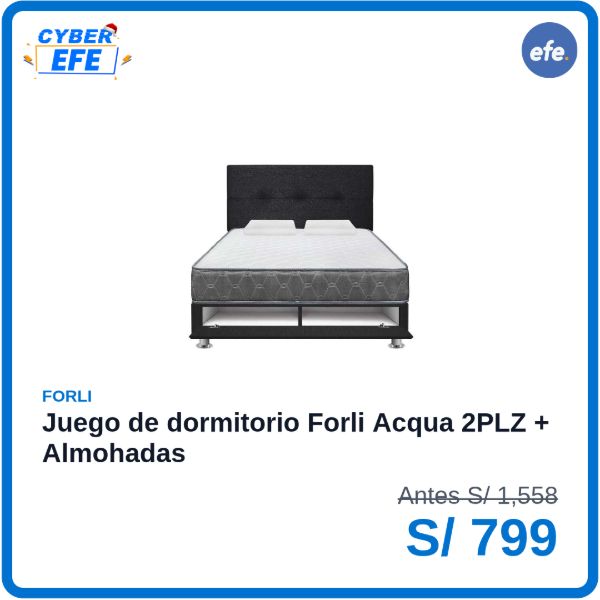 CYBER
EFE
efe.
FORLI
Juego de dormitorio Forli Acqua 2PLZ +
Almohadas
Antes S/ 1,558
S/ 799